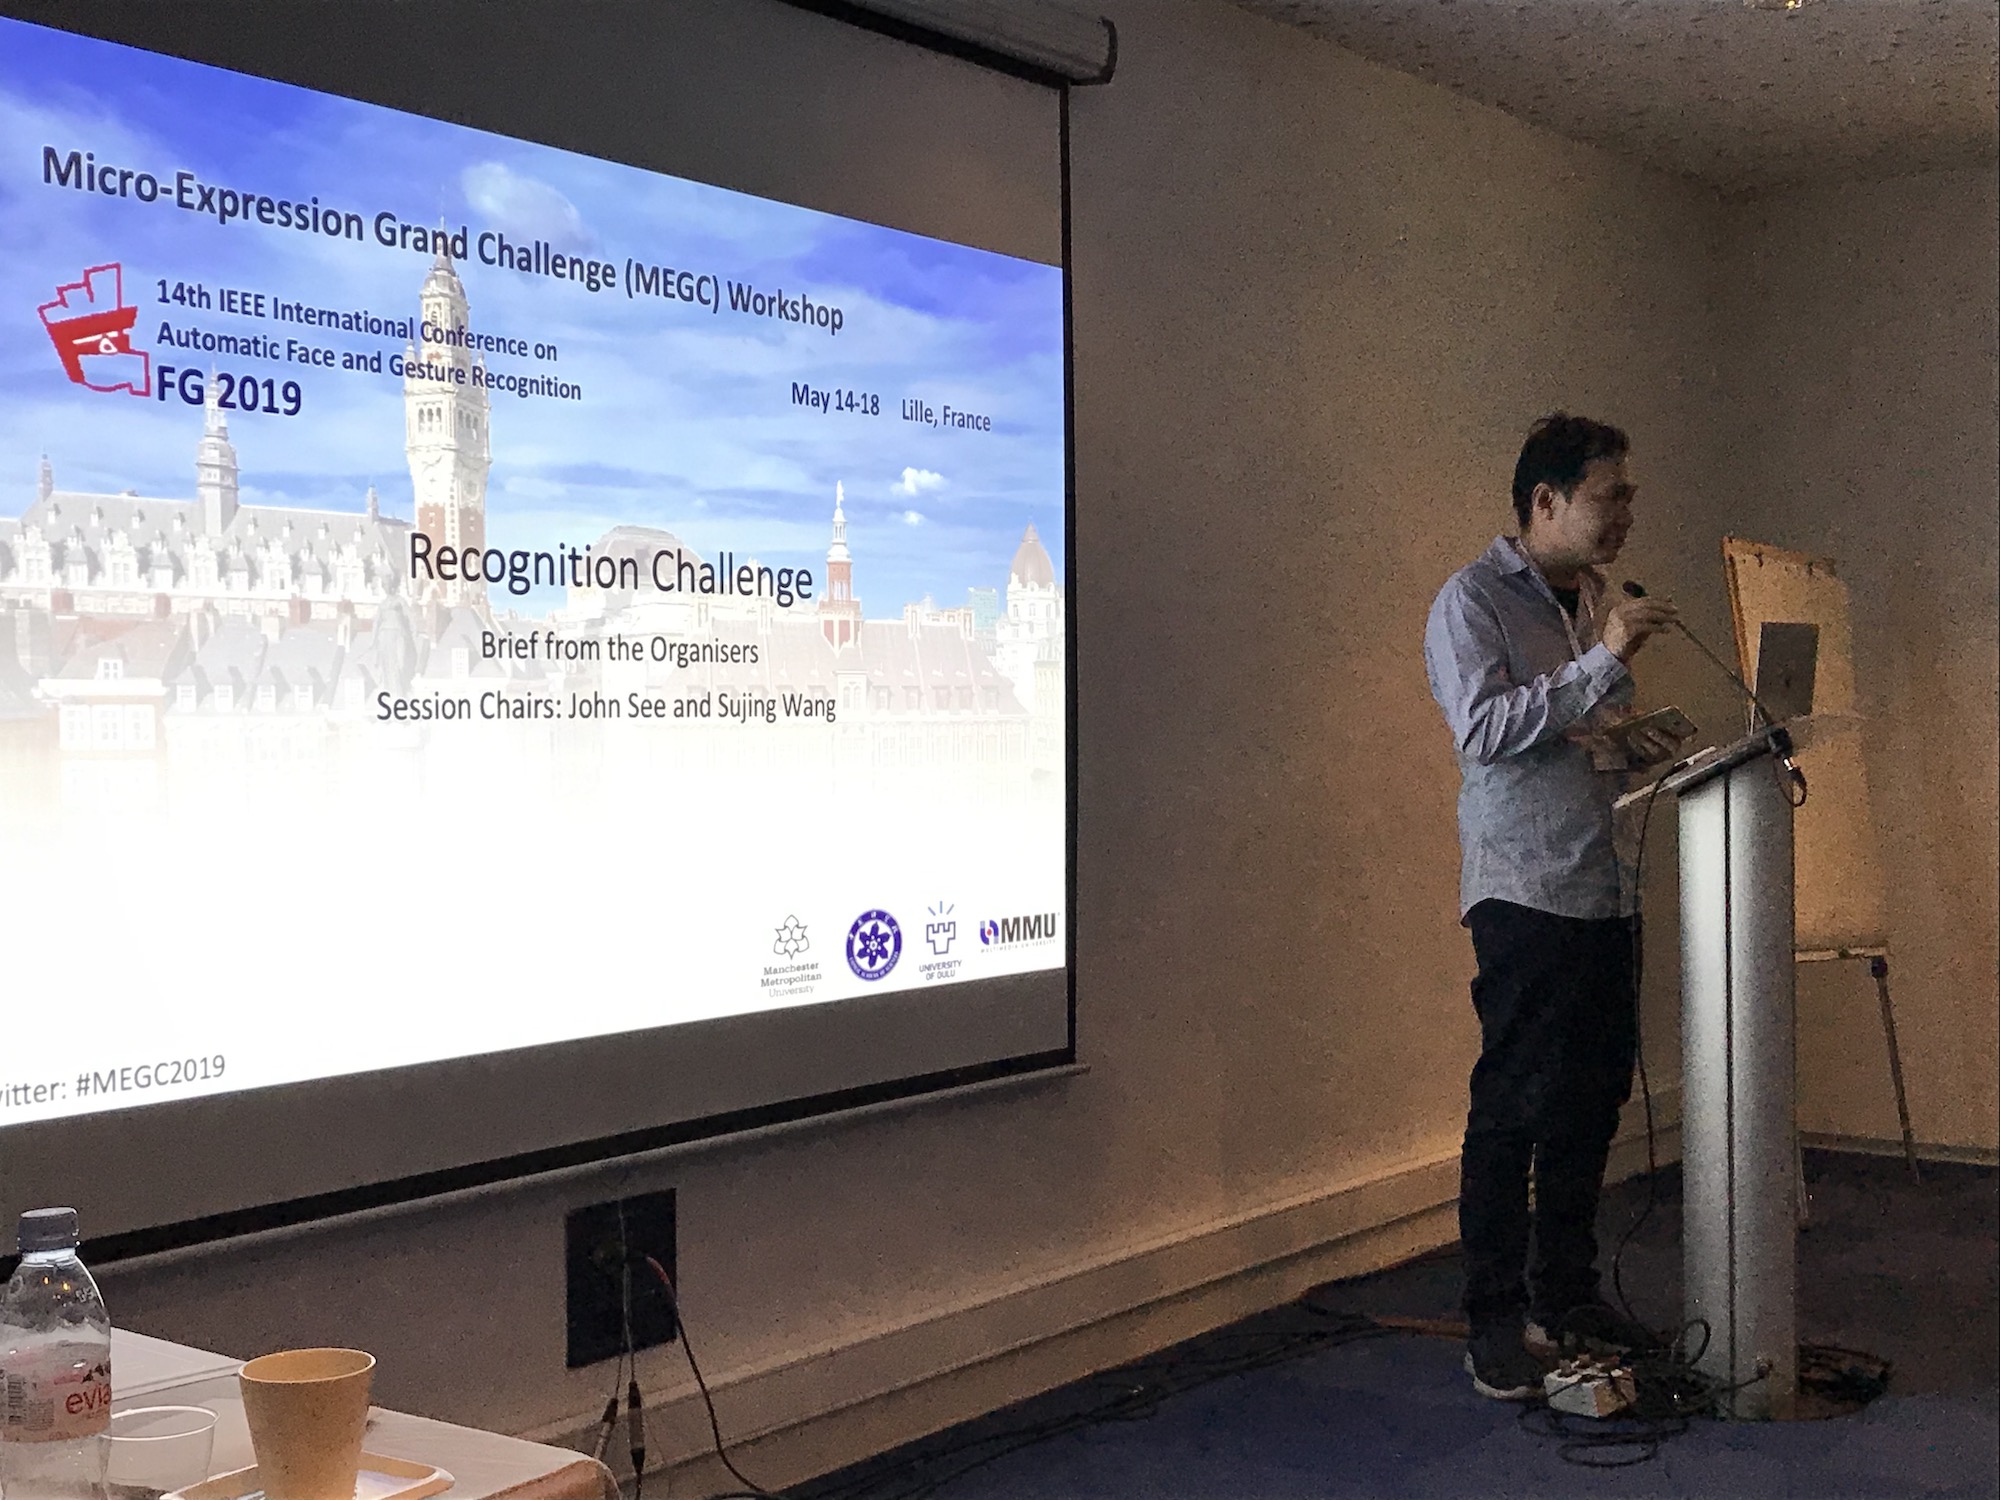 Micro-Expression Grand Challenge (MEGC) Workshop
14th IEEE International Conference on
Automatic Face and Gesture Recognition
FG 2019
May 14-18 Lille, France
Recognition Challenge
Brief from the Organisers
Session Chairs: John See and Sujing Wang
Manchester
Metropolitan
University
UNIVERSITY
OF OULU
MMU
MULTIMEDIA UNIVERSITY
itter: #MEGC2019
evia